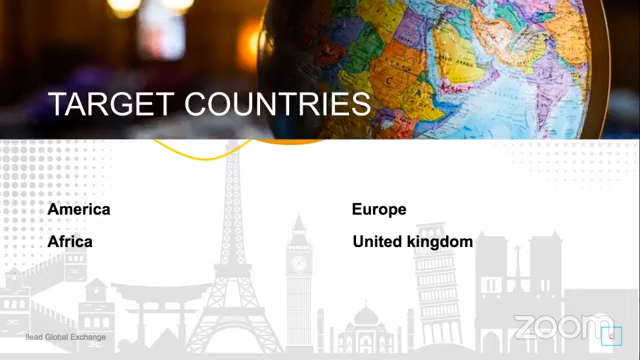 TARGET COUNTRIES
America
Europe
Africa
United kingdom
Ilead Global Exchange
zoom